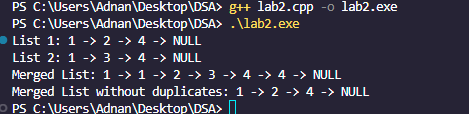 PS C:\Users\Adnan\Desktop\DSA> g++ lab2.cpp -o lab2.exe
PS C:\Users\Adnan\Desktop\DSA> .\lab2.exe
List 1: 1 -> 2 -> 4 -> NULL
List 2: 1 -> 3 -> 4 -> NULL
Merged List: 1 -> 1 -> 2 -> 3 -> 4 -> 4 -> NULL
Merged List without duplicates: 1 -> 2 -> 4 -> NULL
PS C:\Users\Adnan\Desktop\DSA>